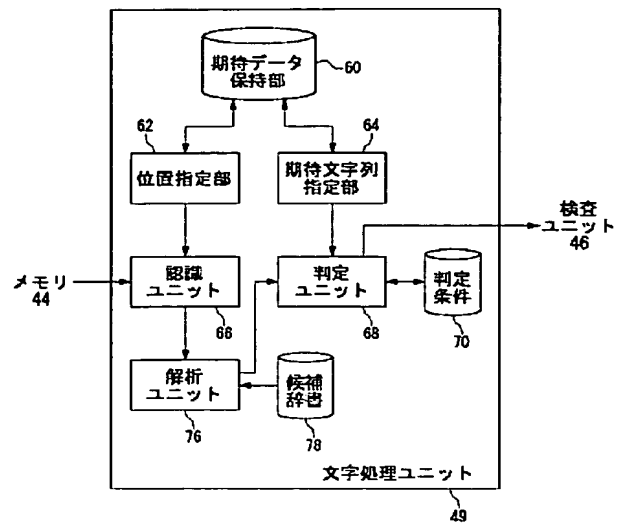 期待データ
保持部
60
62
位置指定部
64
期待文字列
指定部
検査
ユニット
46
メモリ
44
認識
ユニット
66
判定
ユニット
68
判定
条件
70
解析
ユニット
76
候補
辞書
78
文字処理ユニット
49